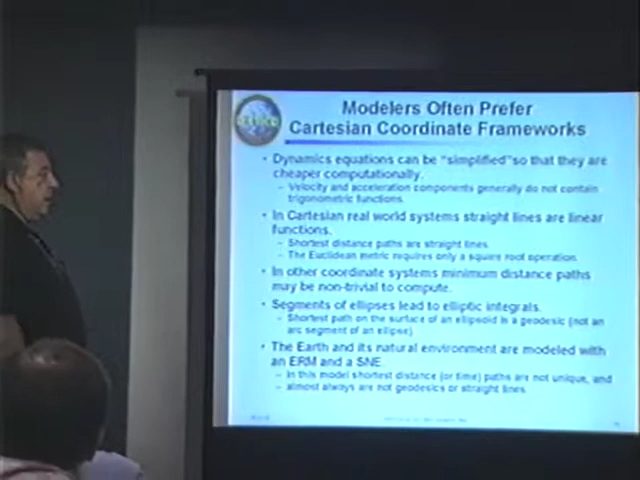 Modelers Often Prefer
Cartesian Coordinate Frameworks
• Dynamics equations can be "simplified"so that they are
cheaper computationally.
– Velocity and acceleration components generally do not contain
trigonometric functions.
• In Cartesian real world systems straight lines are linear
functions.
– Shortest distance paths are straight lines.
– The Euclidean metric requires only a square root operation.
• In other coordinate systems minimum distance paths
may be non-trivial to compute.
• Segments of ellipses lead to elliptic integrals.
– Shortest path on the surface of an ellipsoid is a geodesic (not an
arc segment of an ellipse).
• The Earth and its natural environment are modeled with
an ERM and a SNE.
– In this model shortest distance (or time) paths are not unique, and
– almost always are not geodesics or straight lines.